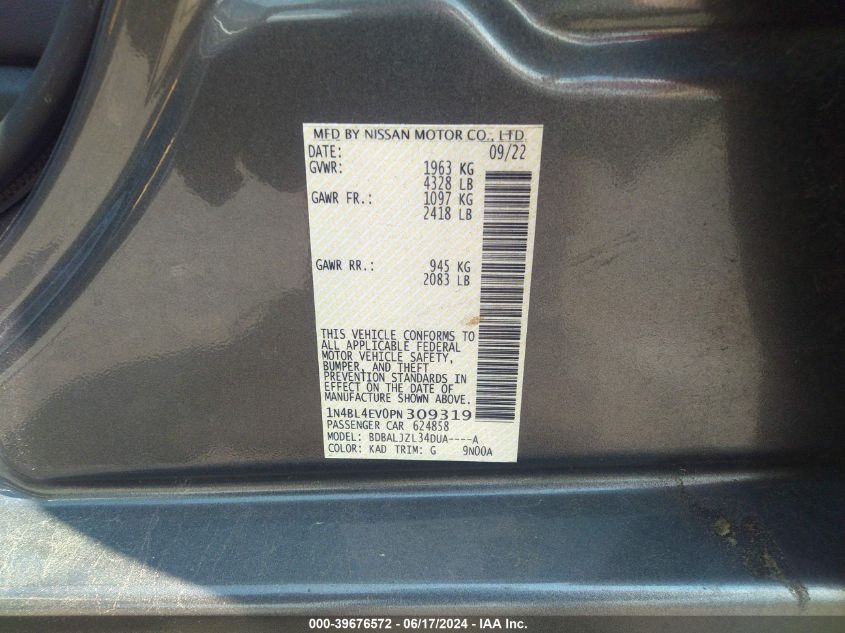 MFD BY NISSAN MOTOR CO., LTD.
DATE: 09/22
GVWR: 1963 KG
4328 LB
GAWR FR.: 1097 KG
2418 LB
GAWR RR.: 945 KG
2083 LB
THIS VEHICLE CONFORMS TO
ALL APPLICABLE FEDERAL
MOTOR VEHICLE SAFETY,
BUMPER, AND THEFT
PREVENTION STANDARDS IN
EFFECT ON THE DATE OF
MANUFACTURE SHOWN ABOVE.
1N4BL4EV0PN309319
PASSENGER CAR 624858
MODEL: BDBALJZL34DUA----A
COLOR: KAD TRIM: G 9N00A
000-39676572 - 06/17/2024 - IAA Inc.